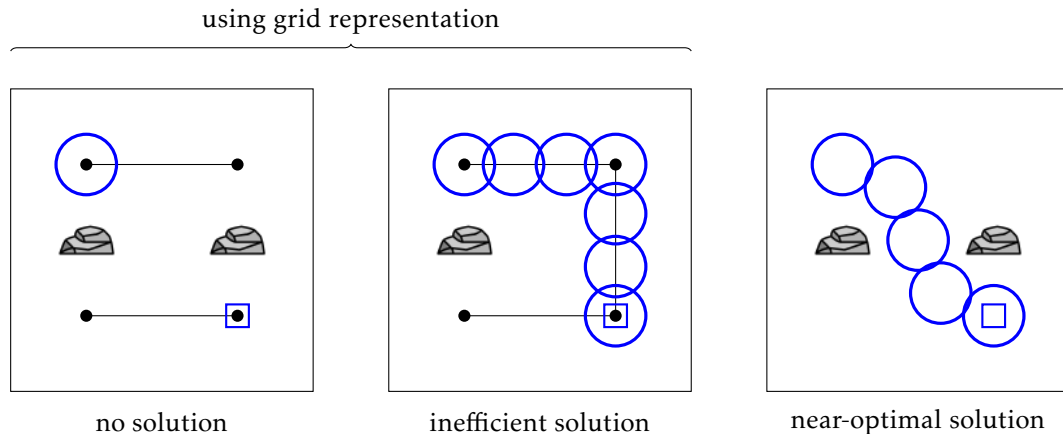 using grid representation
no solution
inefficient solution
near-optimal solution